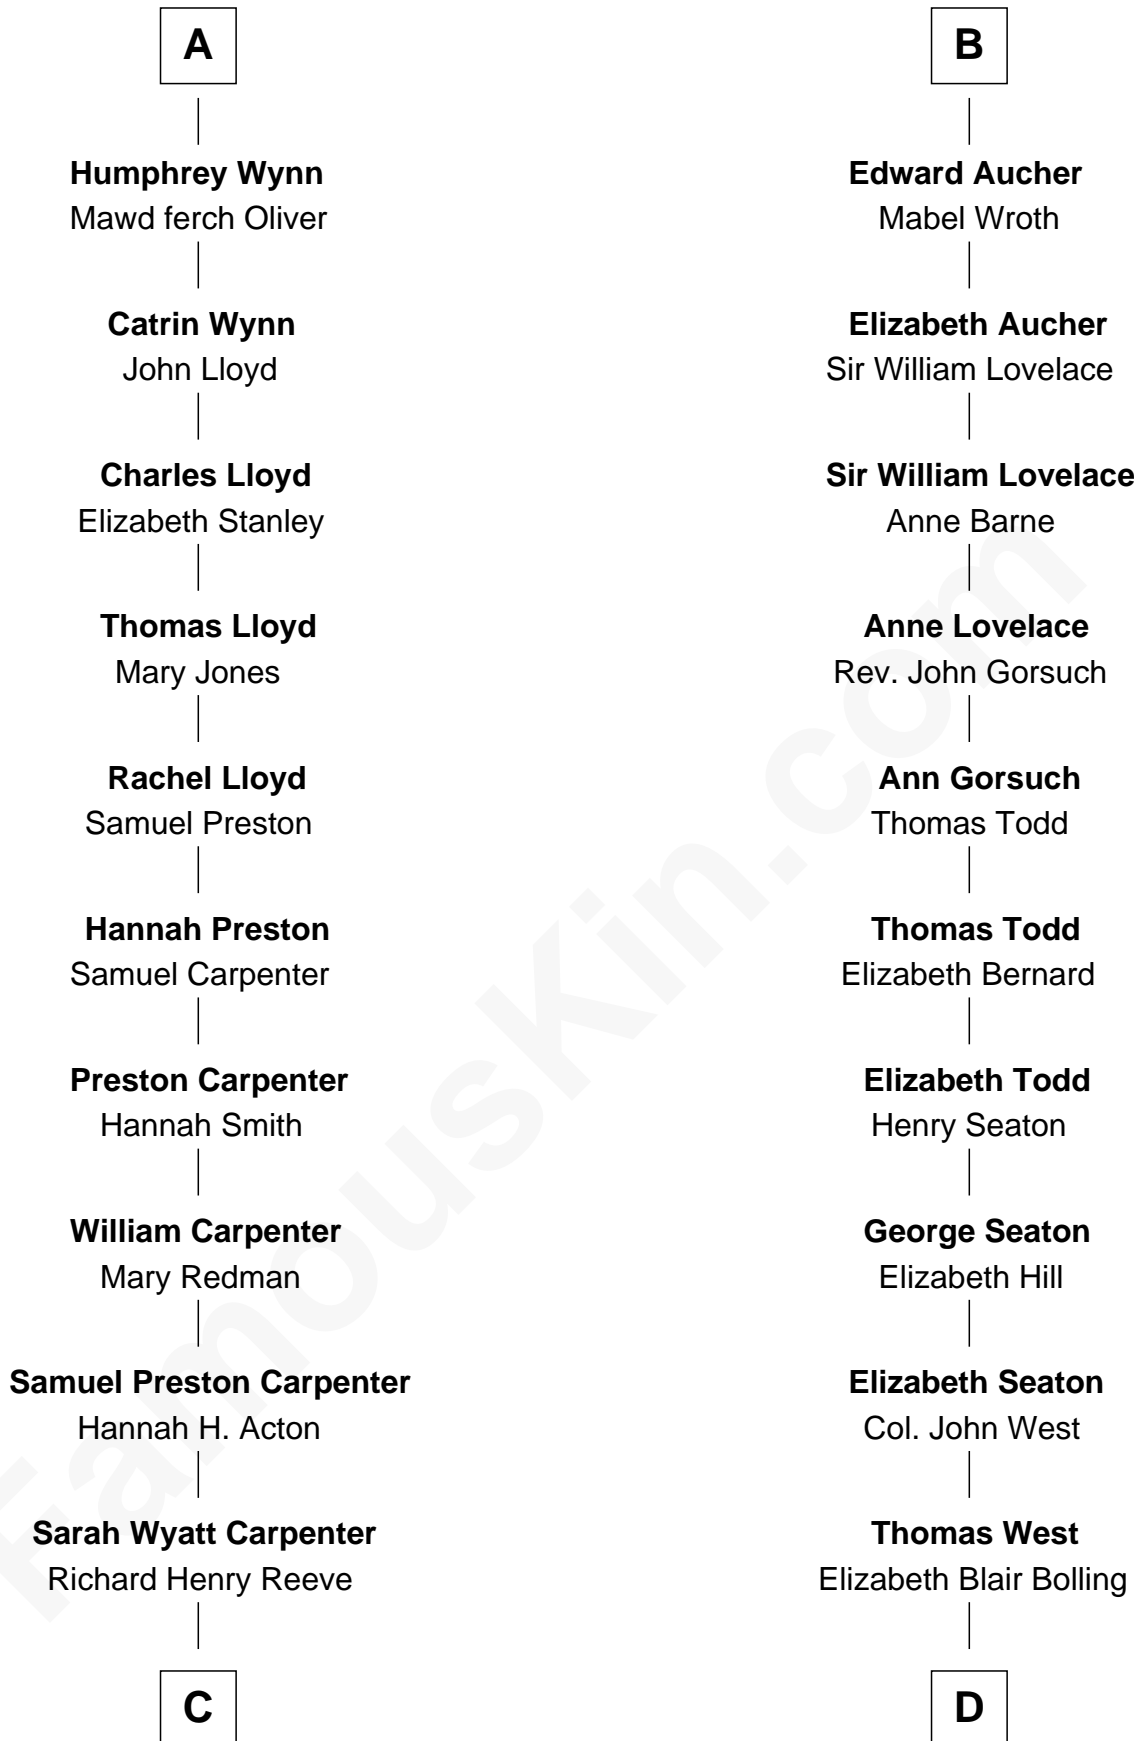 A
Humphrey Wynn
Mawd ferch Oliver
Catrin Wynn
John Lloyd
Charles Lloyd
Elizabeth Stanley
Thomas Lloyd
Mary Jones
Rachel Lloyd
Samuel Preston
Hannah Preston
Samuel Carpenter
Preston Carpenter
Hannah Smith
William Carpenter
Mary Redman
Samuel Preston Carpenter
Hannah H. Acton
Sarah Wyatt Carpenter
Richard Henry Reeve
C
B
Edward Aucher
Mabel Wroth
Elizabeth Aucher
Sir William Lovelace
Sir William Lovelace
Anne Barne
Anne Lovelace
Rev. John Gorsuch
Ann Gorsuch
Thomas Todd
Thomas Todd
Elizabeth Bernard
Elizabeth Todd
Henry Seaton
George Seaton
Elizabeth Hill
Elizabeth Seaton
Col. John West
Thomas West
Elizabeth Blair Bolling
D
FamousKin.com